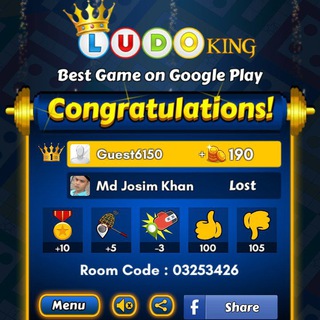 LUDO KING
Best Game on Google Play
Congratulations!
1 Guest6150 +190
Md Josim Khan Lost
+10 +5 -3 100 105
Room Code : 03253426
Menu f Share